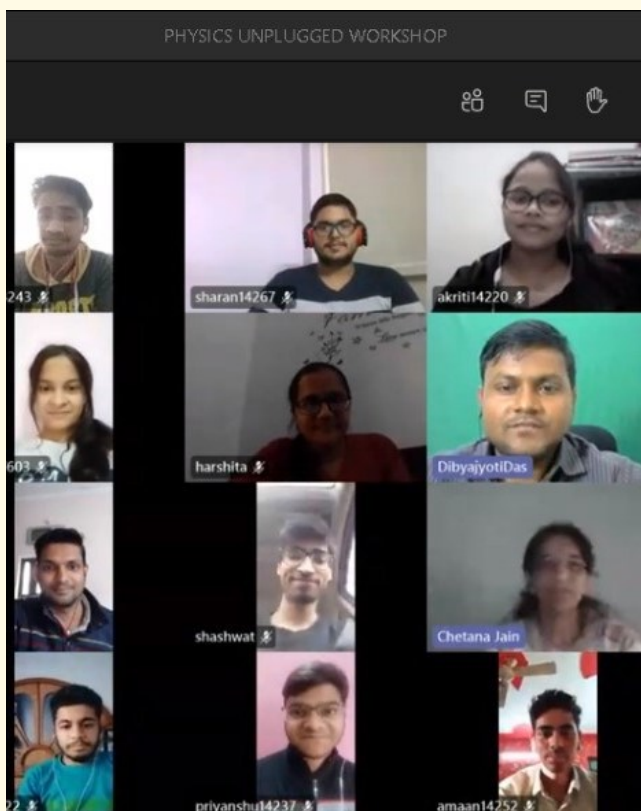 PHYSICS UNPLUGGED WORKSHOP
243
sharan14267
akriti14220
603
harshita
DibyajyotiDas
shashwat
Chetana Jain
22
priyanshu14237
amaan14252